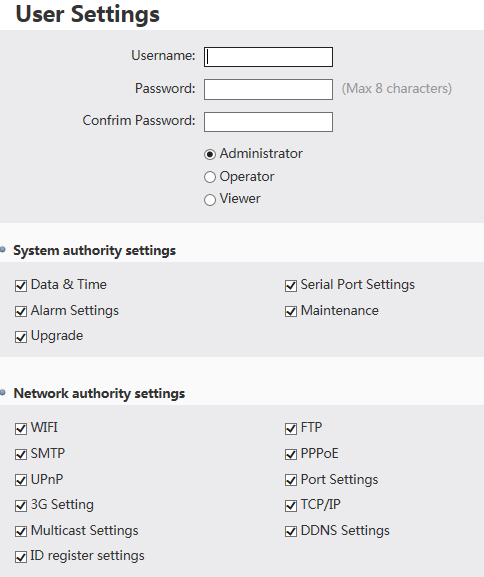 User Settings
Username:
Password: (Max 8 characters)
Confrim Password:
Administrator
Operator
Viewer
System authority settings
Data & Time Serial Port Settings
Alarm Settings Maintenance
Upgrade
Network authority settings
WIFI FTP
SMTP PPPoE
UPnP Port Settings
3G Setting TCP/IP
Multicast Settings DDNS Settings
ID register settings